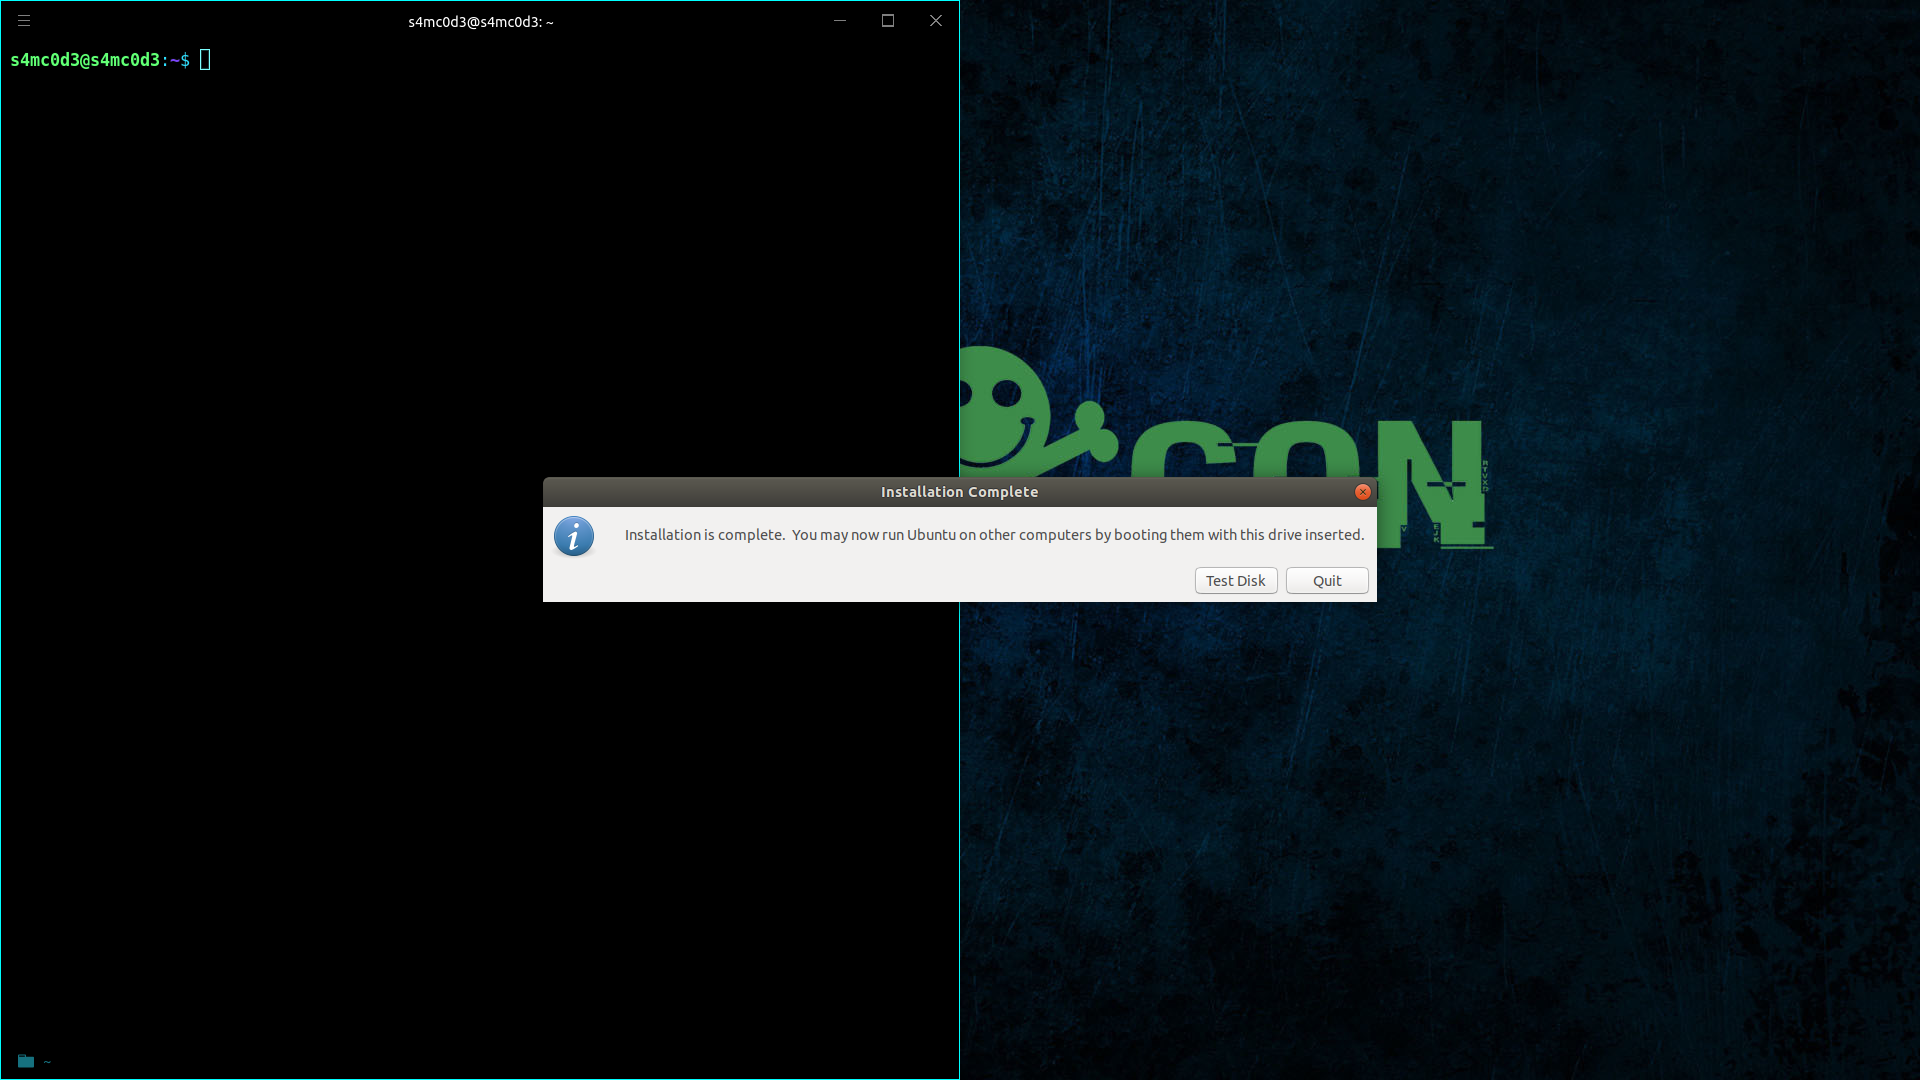 s4mc0d3@s4mc0d3: ~
s4mc0d3@s4mc0d3:~$
CON
Installation Complete
Installation is complete.  You may now run Ubuntu on other computers by booting them with this drive inserted.
Test Disk
Quit
~